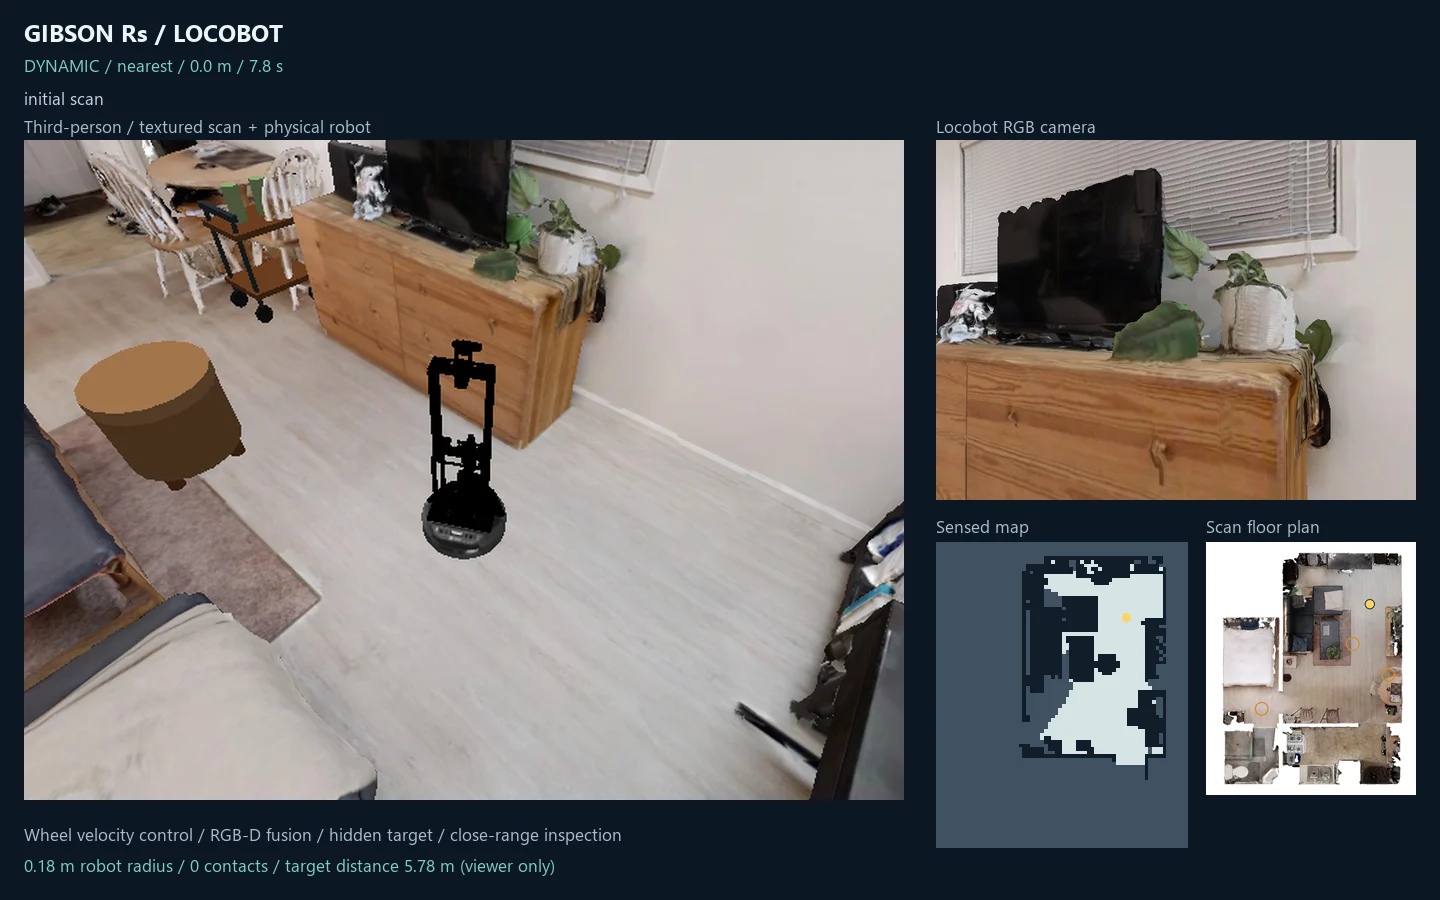 GIBSON Rs / LOCOBOT
DYNAMIC / nearest / 0.0 m / 7.8 s
initial scan
Third-person / textured scan + physical robot
Locobot RGB camera
Sensed map
Scan floor plan
Wheel velocity control / RGB-D fusion / hidden target / close-range inspection
0.18 m robot radius / 0 contacts / target distance 5.78 m (viewer only)